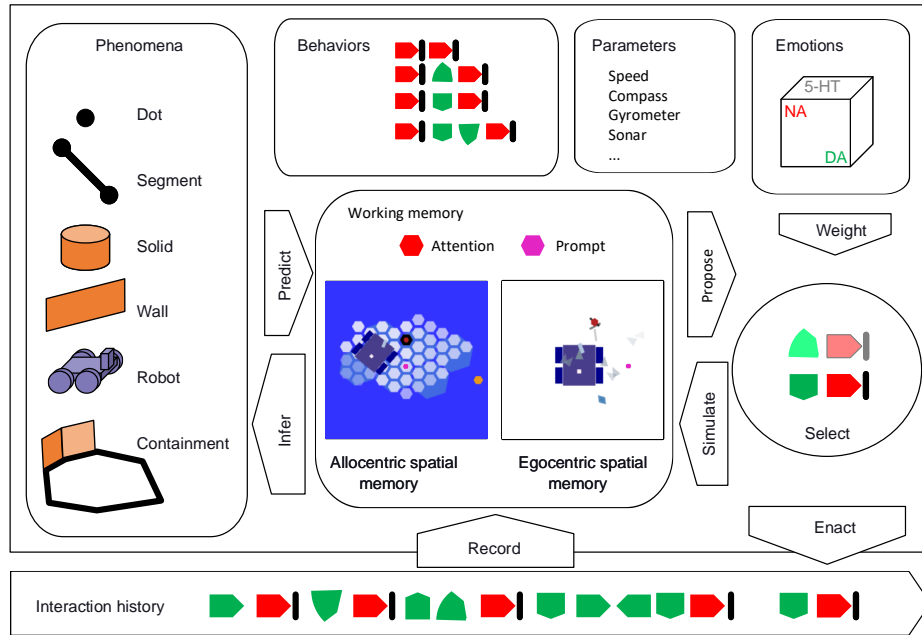 Phenomena
Dot
Segment
Solid
Wall
Robot
Containment
Behaviors
Parameters
Speed
Compass
Gyrometer
Sonar
...
Emotions
5-HT
NA
DA
Predict
Infer
Working memory
Attention
Prompt
Allocentric spatial
memory
Egocentric spatial
memory
Propose
Simulate
Weight
Select
Enact
Record
Interaction history